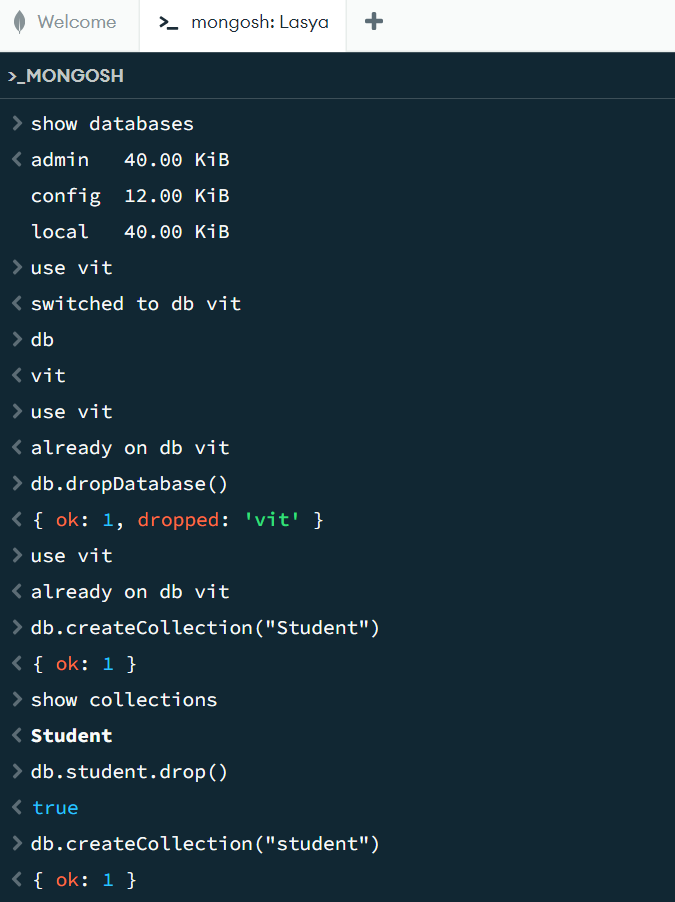 Welcome >_ mongosh: Lasya +
>_MONGOSH
> show databases
< admin 40.00 KiB
config 12.00 KiB
local 40.00 KiB
> use vit
< switched to db vit
> db
< vit
> use vit
< already on db vit
> db.dropDatabase()
< { ok: 1, dropped: 'vit' }
> use vit
< already on db vit
> db.createCollection("Student")
< { ok: 1 }
> show collections
< Student
> db.student.drop()
< true
> db.createCollection("student")
< { ok: 1 }